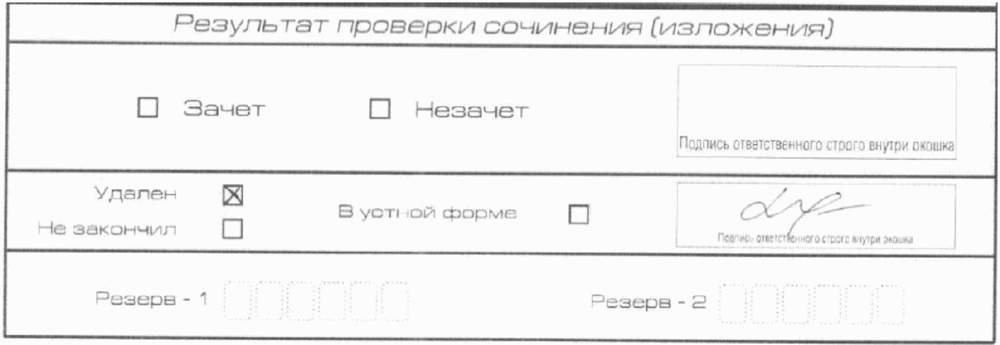 Результат проверки сочинения (изложения)
Зачет Незачет
Подпись ответственного строго внутри окошка
Удален
В устной форме
Не закончил
Подпись ответственного строго внутри окошка
Резерв - 1 Резерв - 2